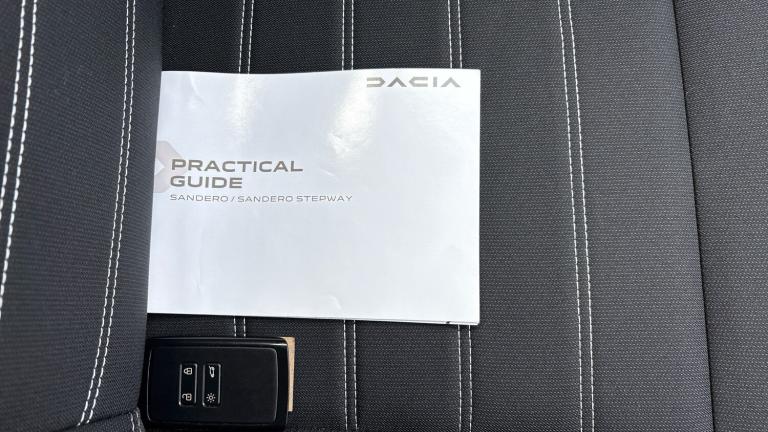 DACIA
PRACTICAL
GUIDE
SANDERO / SANDERO STEPWAY